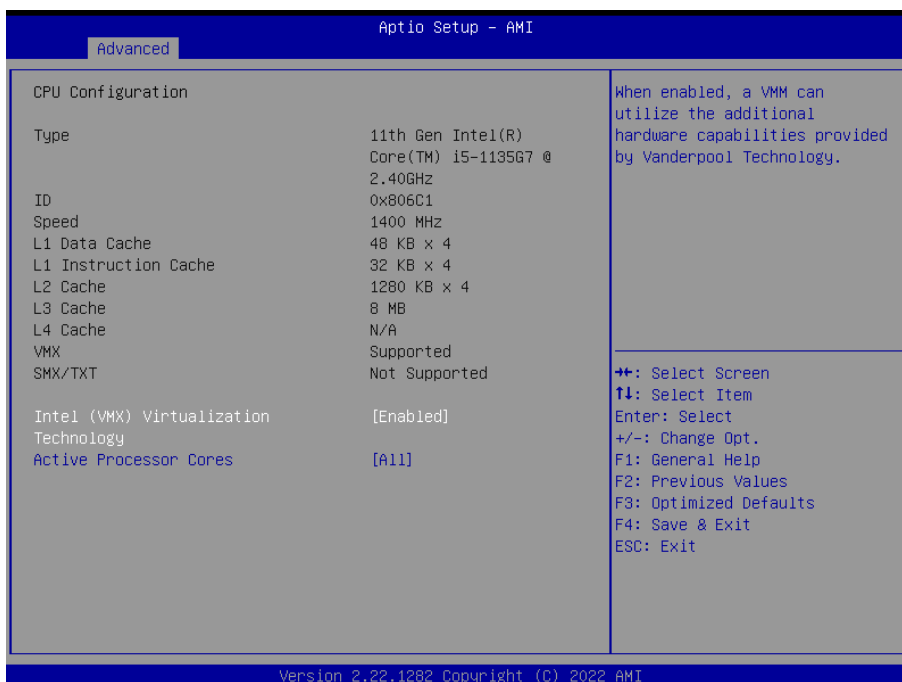 Aptio Setup – AMI
Advanced
CPU Configuration
Type 11th Gen Intel(R)
Core(TM) i5-1135G7 @
2.40GHz
ID 0x806C1
Speed 1400 MHz
L1 Data Cache 48 KB x 4
L1 Instruction Cache 32 KB x 4
L2 Cache 1280 KB x 4
L3 Cache 8 MB
L4 Cache N/A
VMX Supported
SMX/TXT Not Supported
Intel (VMX) Virtualization [Enabled]
Technology
Active Processor Cores [All]
When enabled, a VMM can
utilize the additional
hardware capabilities provided
by Vanderpool Technology.
→←: Select Screen
↑↓: Select Item
Enter: Select
+/-: Change Opt.
F1: General Help
F2: Previous Values
F3: Optimized Defaults
F4: Save & Exit
ESC: Exit
Version 2.22.1282 Copyright (C) 2022 AMI